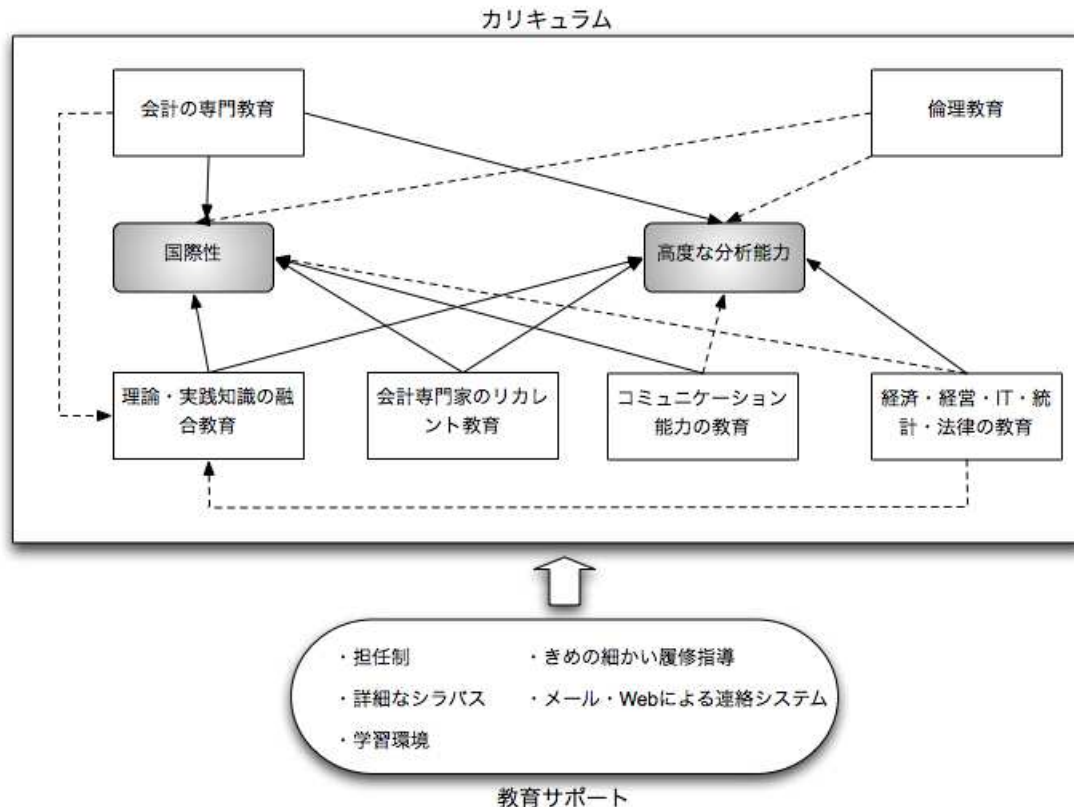 カリキュラム
会計の専門教育
倫理教育
国際性
高度な分析能力
理論・実践知識の融
合教育
会計専門家のリカレ
ント教育
コミュニケーション
能力の教育
経済・経営・IT・統
計・法律の教育
・担任制
・きめの細かい履修指導
・詳細なシラバス
・メール・Webによる連絡システム
・学習環境
教育サポート